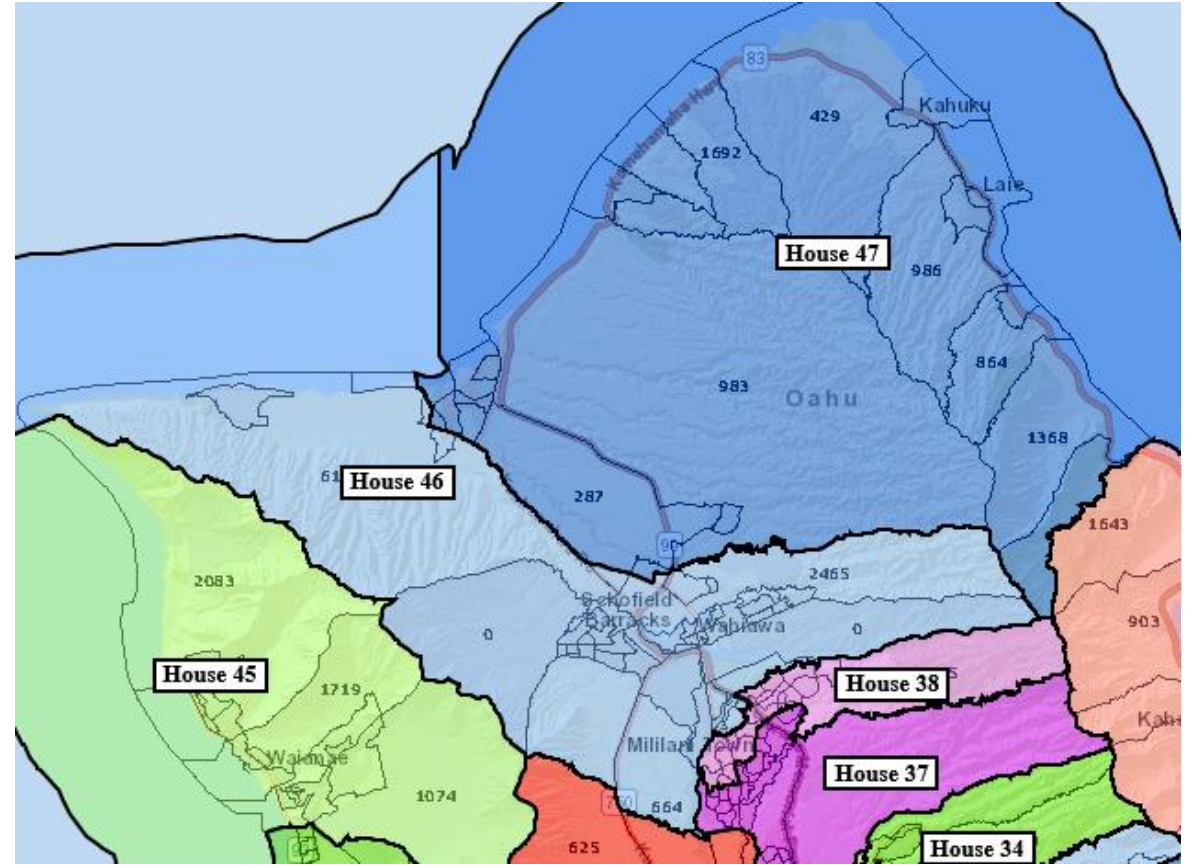 83
Kahuku
429
Kamehameha Hwy
1692
Laie
House 47
986
864
983
Oahu
1368
House 46
287
1643
2083
2465
Schofield
Barracks
Wahiawa
0
0
903
House 45
House 38
1719
Mililani Town
Waianae
House 37
1074
664
625
House 34